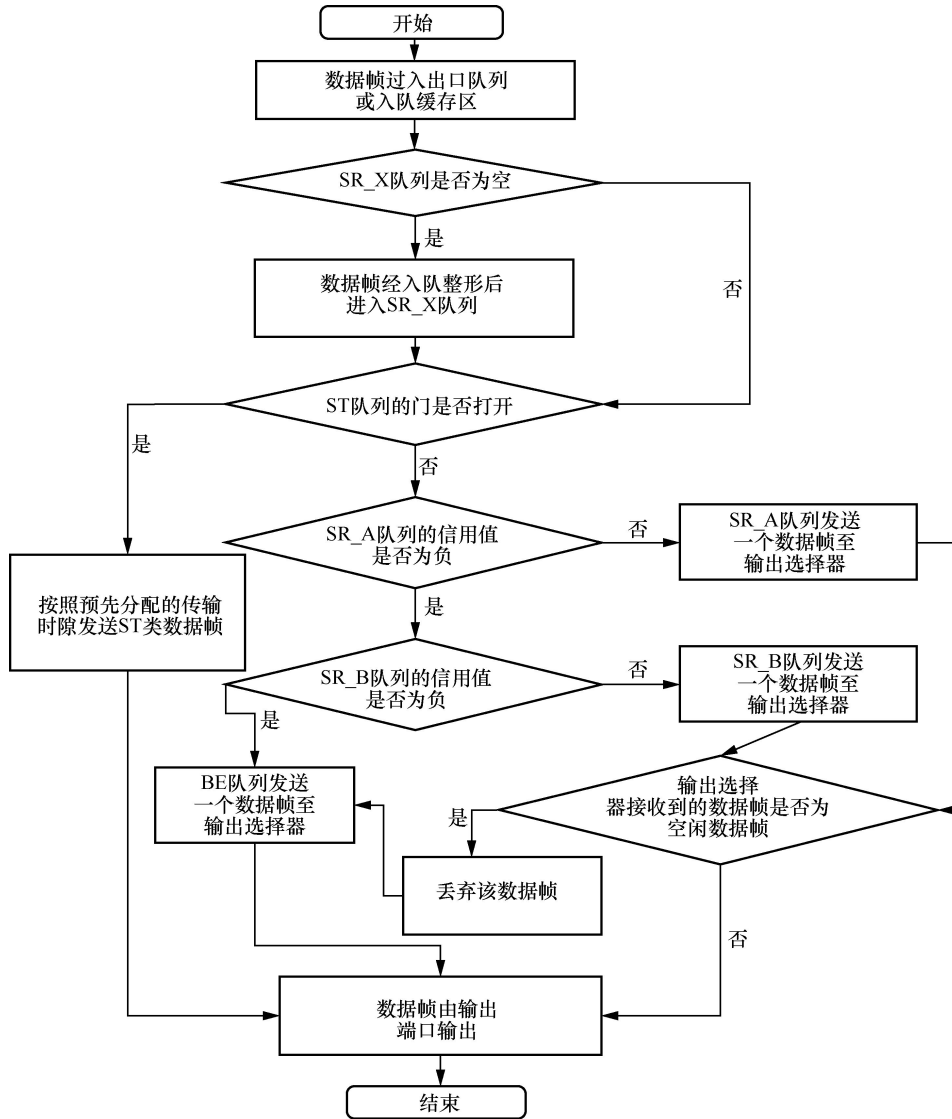 开始
数据帧过入出口队列
或入队缓存区
SR_X队列是否为空
是
否
数据帧经入队整形后
进入SR_X队列
ST队列的门是否打开
是
否
SR_A队列的信用值
是否为负
否
SR_A队列发送
一个数据帧至
输出选择器
按照预先分配的传输
时隙发送ST类数据帧
是
SR_B队列的信用值
是否为负
否
SR_B队列发送
一个数据帧至
输出选择器
是
BE队列发送
一个数据帧至
输出选择器
输出选择
器接收到的数据帧是否为
空闲数据帧
是
丢弃该数据帧
否
数据帧由输出
端口输出
结束